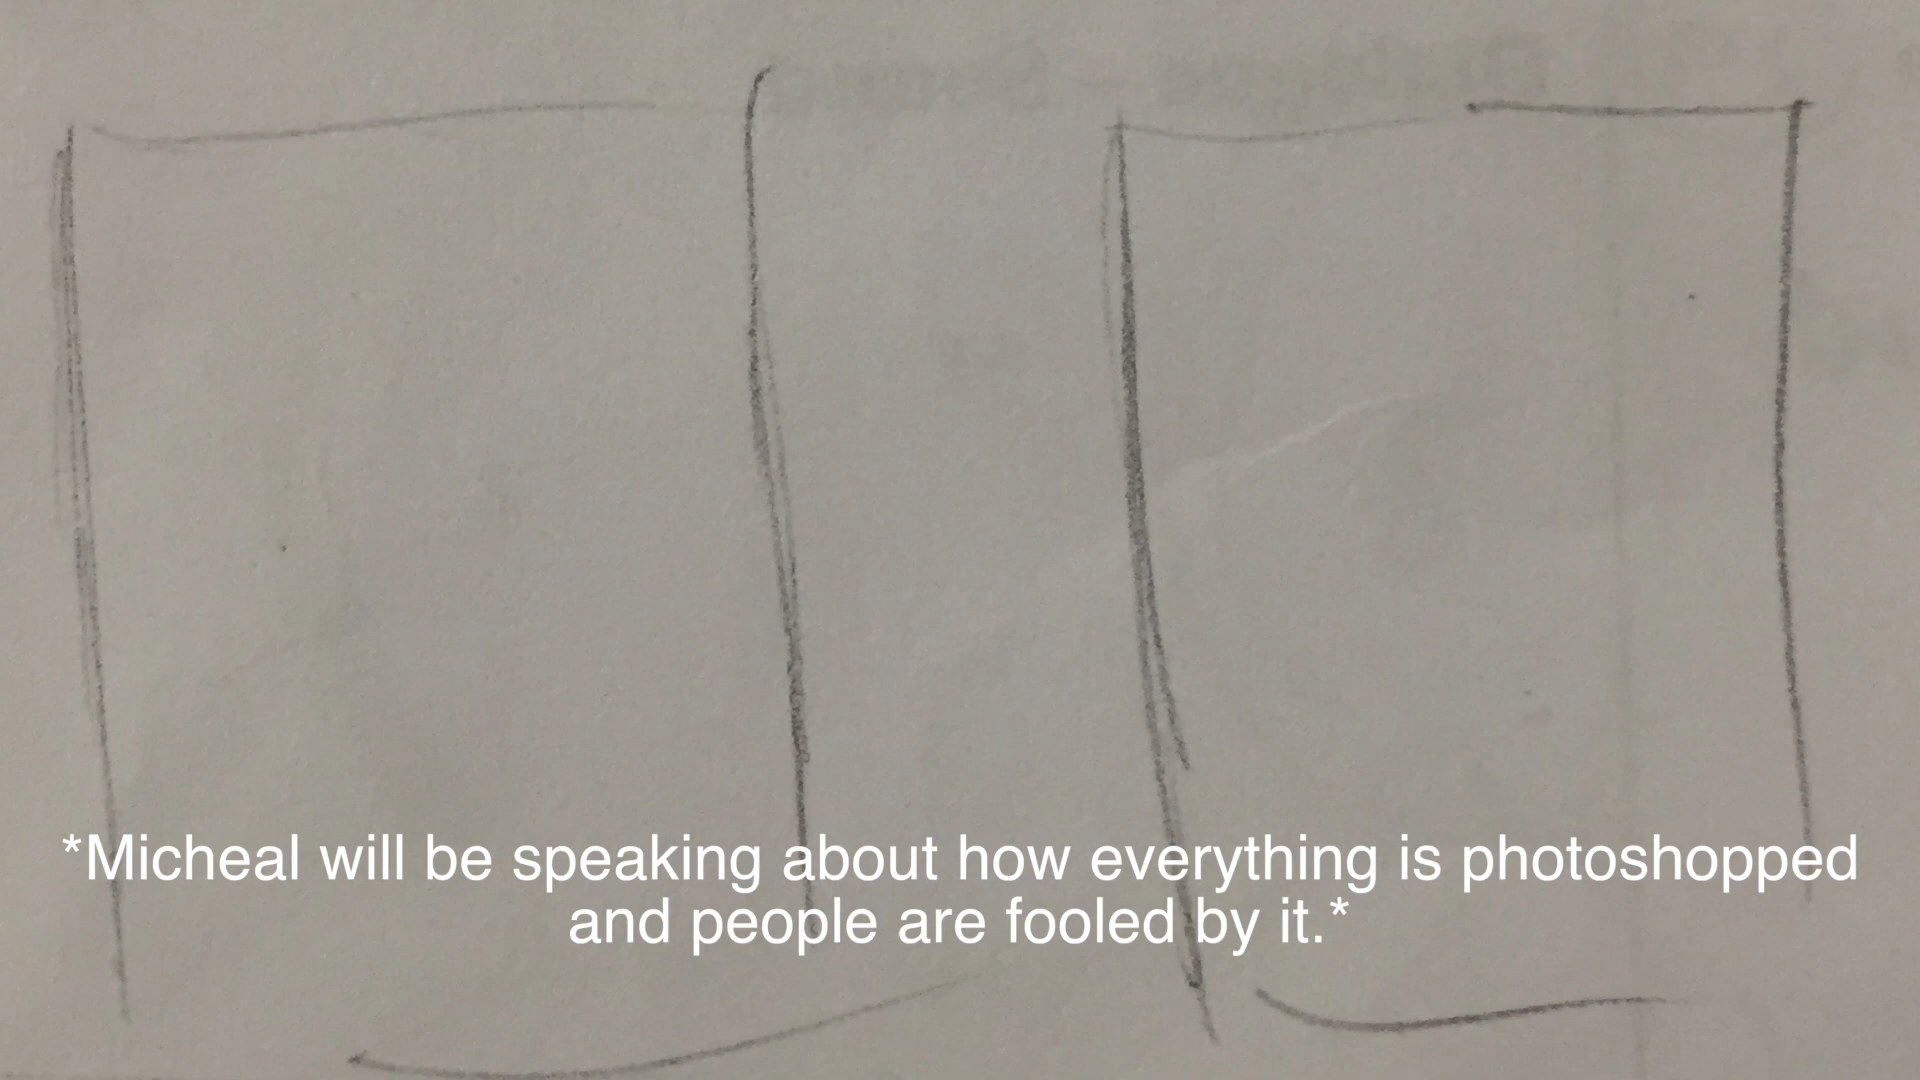 *Micheal will be speaking about how everything is photoshopped
and people are fooled by it.*